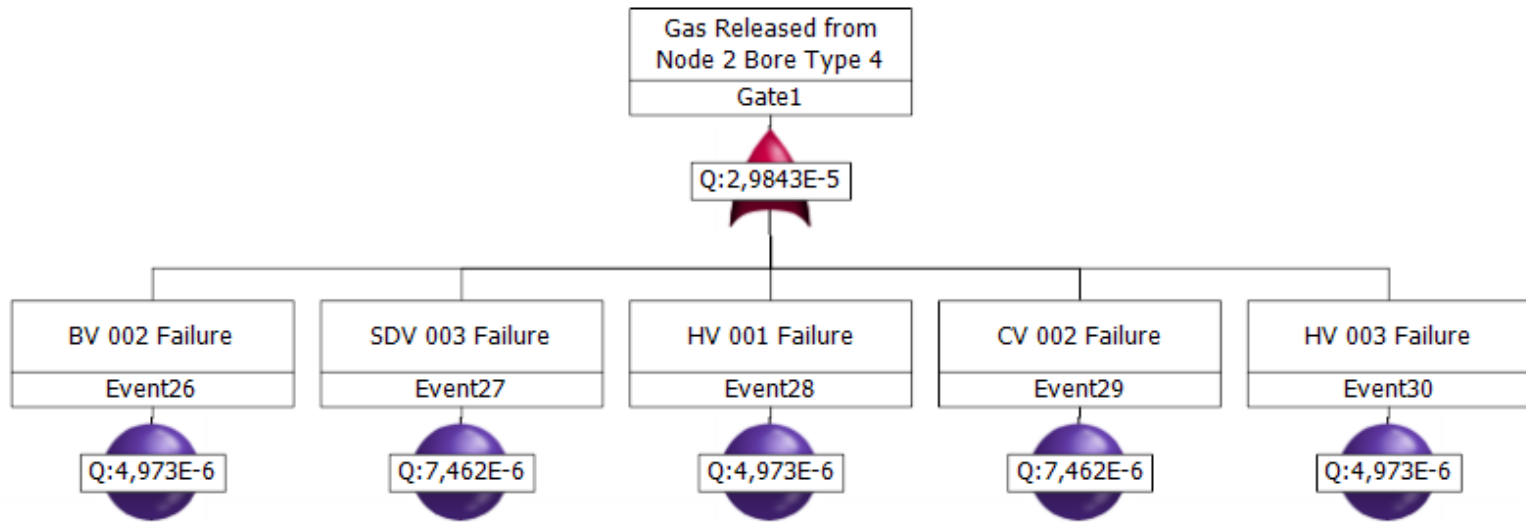 Gas Released from
Node 2 Bore Type 4
Gate1
Q:2,9843E-5
BV 002 Failure
SDV 003 Failure
HV 001 Failure
CV 002 Failure
HV 003 Failure
Event26
Event27
Event28
Event29
Event30
Q:4,973E-6
Q:7,462E-6
Q:4,973E-6
Q:7,462E-6
Q:4,973E-6